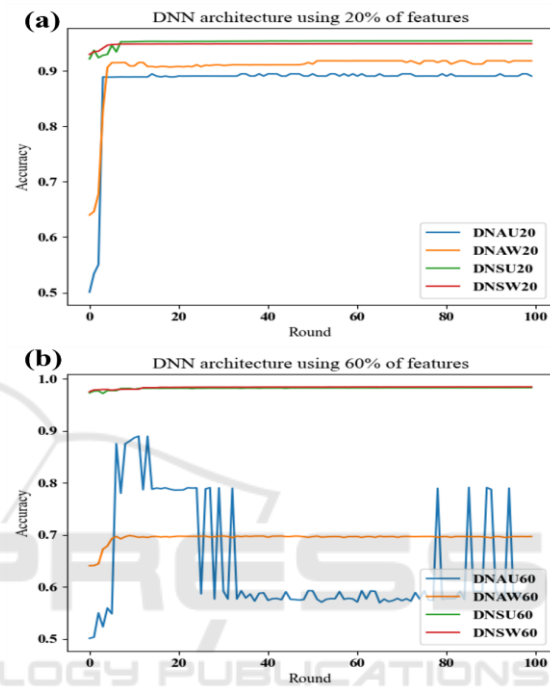 (a)
DNN architecture using 20% of features
0.9
0.8
0.7
0.6
0.5
Accuracy
DNAU20
DNAW20
DNSU20
DNSW20
0 20 40 60 80 100
Round
(b)
DNN architecture using 60% of features
1.0
0.9
0.8
0.7
0.6
0.5
Accuracy
DNAU60
DNAW60
DNSU60
DNSW60
0 20 40 60 80 100
Round
PRESS
LOGY PUBLICATIONS